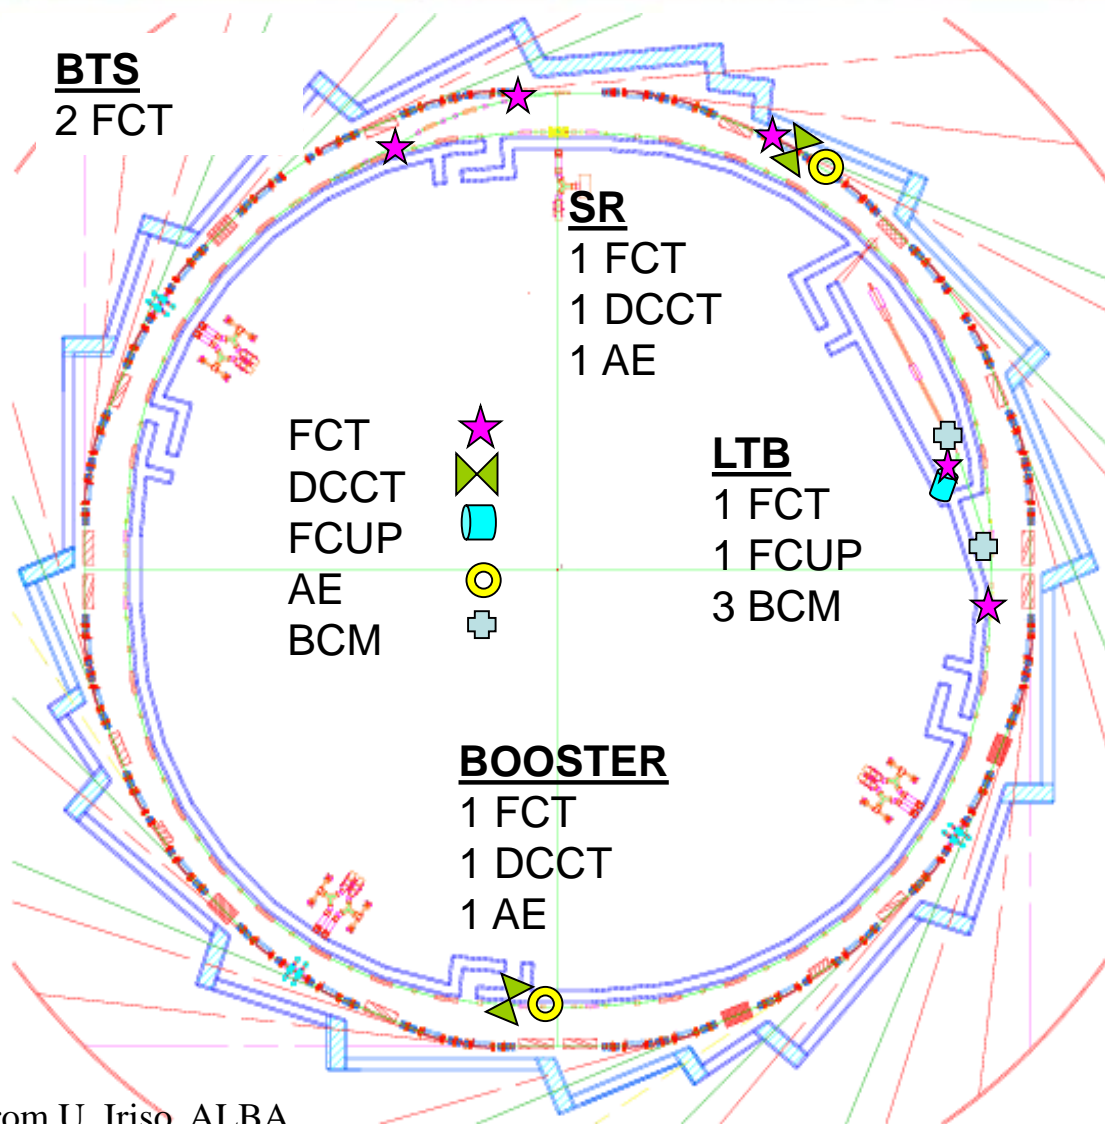 BTS
2 FCT
SR
1 FCT
1 DCCT
1 AE
FCT
DCCT
FCUP
AE
BCM
LTB
1 FCT
1 FCUP
3 BCM
BOOSTER
1 FCT
1 DCCT
1 AE
U. Iriso, ALBA